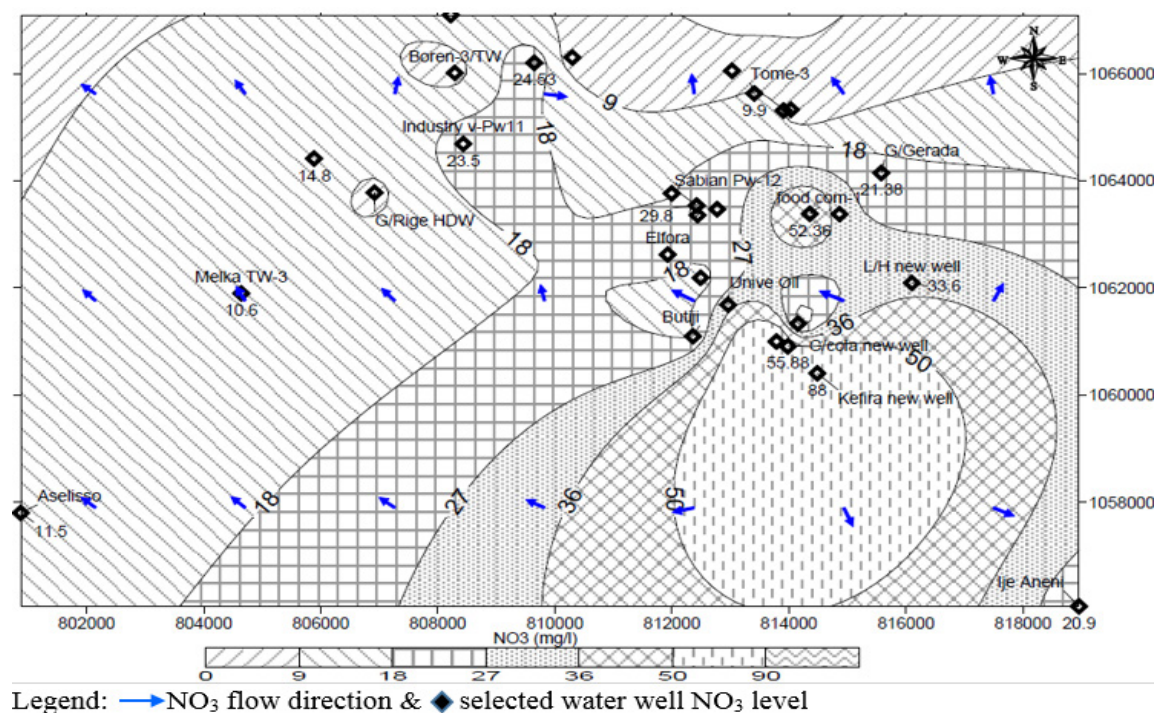 N
W E
S
Boren-3/TW
24.53
Tome-3
1066000
9
9.9
Industry v-Pw11
18
23.5
18
G/Gerada
14.8
1064000
Sabian Pw-12
21.38
food com-1
29.8
52.36
G/Rige HDW
Elfora
18
27
18
L/H new well
Melka TW-3
Unive Oil
33.6
1062000
10.6
Butiji
36
G/cola new well
55.88
50
88
Kefira new well
1060000
Aselisso
18
27
36
50
1058000
11.5
Ije Aneni
802000 804000 806000 808000 810000 812000 814000 816000 818000 20.9
NO3 (mg/l)
0 9 18 27 36 50 90
Legend: NO₃ flow direction & selected water well NO₃ level